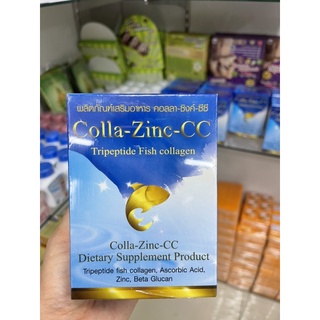 ผลิตภัณฑ์เสริมอาหาร คอลลา-ซิงค์-ซีซี
Colla-Zinc-CC
Tripeptide Fish collagen
Colla-Zinc-CC
Dietary Supplement Product
Tripeptide fish collagen, Ascorbic Acid,
Zinc, Beta Glucan